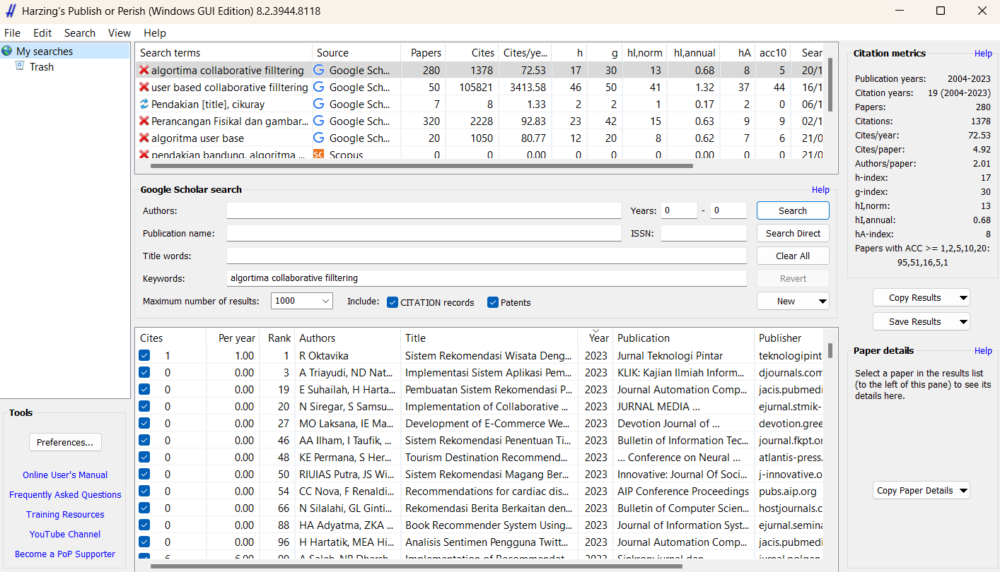 Harzing's Publish or Perish (Windows GUI Edition) 8.2.3944.8118
File Edit Search View Help
My searches
Trash
Search terms Source Papers Cites Cites/ye... h g hI,norm hI,annual hA acc10 Sear
algortima collaborative filltering Google Sch... 280 1378 72.53 17 30 13 0.68 8 5 20/1
user based collaborative filltering Google Sch... 50 105821 3413.58 46 50 41 1.32 37 44 16/1
Pendakian [title], cikuray Google Sch... 7 8 1.33 2 2 1 0.17 2 0 06/1
Perancangan Fisikal dan gambar... Google Sch... 320 2228 92.83 23 42 15 0.63 9 9 02/1
algoritma user base Google Sch... 20 1050 80.77 12 20 8 0.62 7 6 21/0
pendakian bandung, algoritma ... SC Scopus 0 0 0.00 0 0 0 0.00 0 0 21/0
Google Scholar search Help
Authors: Years: 0 - 0 Search
Publication name: ISSN: Search Direct
Title words: Clear All
Keywords: algortima collaborative filltering Revert
Maximum number of results: 1000 Include: CITATION records Patents New
Cites Per year Rank Authors Title Year Publication Publisher
1 1.00 1 R Oktavika Sistem Rekomendasi Wisata Deng... 2023 Jurnal Teknologi Pintar teknologipint
0 0.00 3 A Triayudi, ND Nat... Implementasi Sistem Aplikasi Pem... 2023 KLIK: Kajian Ilmiah Inform... djournals.com
0 0.00 19 E Suhailah, H Harta... Pembuatan Sistem Rekomendasi P... 2023 Journal Automation Comp... jacis.pubmedi
0 0.00 20 N Siregar, S Samsu... Implementation of Collaborative ... 2023 JURNAL MEDIA ... ejurnal.stmik-
0 0.00 27 MO Laksana, IE Ma... Development of E-Commerce We... 2023 Devotion Journal of ... devotion.gree
0 0.00 46 AA Ilham, I Taufik, ... Sistem Rekomendasi Penentuan Ti... 2023 Bulletin of Information Tec... journal.fkpt.or
0 0.00 48 KE Permana, S Her... Tourism Destination Recommend... 2023 ... Conference on Neural ... atlantis-press.
0 0.00 50 RIUIAS Putra, JS Wi... Sistem Rekomendasi Magang Ber... 2023 Innovative: Journal Of Soci... j-innovative.o
0 0.00 54 CC Nova, F Renaldi... Recommendations for cardiac dis... 2023 AIP Conference Proceedings pubs.aip.org
0 0.00 66 N Silalahi, GL Ginti... Rekomendasi Berita Berkaitan den... 2023 Bulletin of Computer Scien... hostjournals.c
0 0.00 88 HA Adyatma, ZKA ... Book Recommender System Using... 2023 Journal of Information Syst... ejurnal.semina
0 0.00 96 H Hartatik, MEA Hi... Analisis Sentimen Pengguna Twitt... 2023 Journal Automation Comp... jacis.pubmedi
6 6.00 99 A Saleh, NP Dharsh... Implementation of Recommendat... 2023 Sinkron: jurnal dan ... jurnal.polgan.
Tools
Preferences...
Online User's Manual
Frequently Asked Questions
Training Resources
YouTube Channel
Become a PoP Supporter
Citation metrics Help
Publication years: 2004-2023
Citation years: 19 (2004-2023)
Papers: 280
Citations: 1378
Cites/year: 72.53
Cites/paper: 4.92
Authors/paper: 2.01
h-index: 17
g-index: 30
hI,norm: 13
hI,annual: 0.68
hA-index: 8
Papers with ACC >= 1,2,5,10,20:
95,51,16,5,1
Copy Results
Save Results
Paper details Help
Select a paper in the results list
(to the left of this pane) to see its
details here.
Copy Paper Details